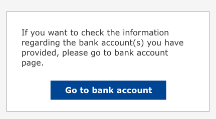 If you want to check the information
regarding the bank account(s) you have
provided, please go to bank account
page.
Go to bank account